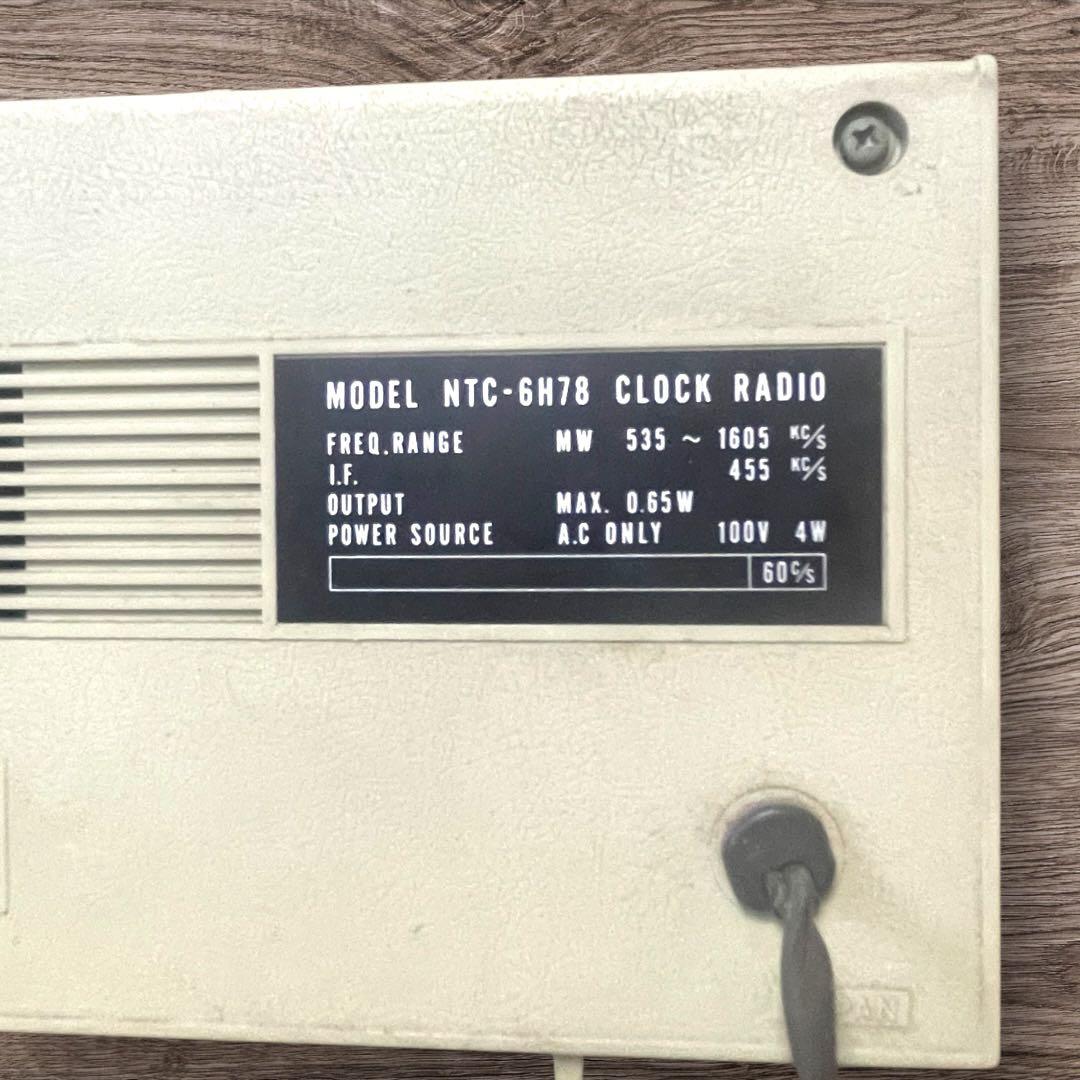 MODEL NTC-6H78 CLOCK RADIO
FREQ.RANGE MW 535 ~ 1605 KC/S
I.F. 455 KC/S
OUTPUT MAX. 0.65W
POWER SOURCE A.C ONLY 100V 4W
60 C/S